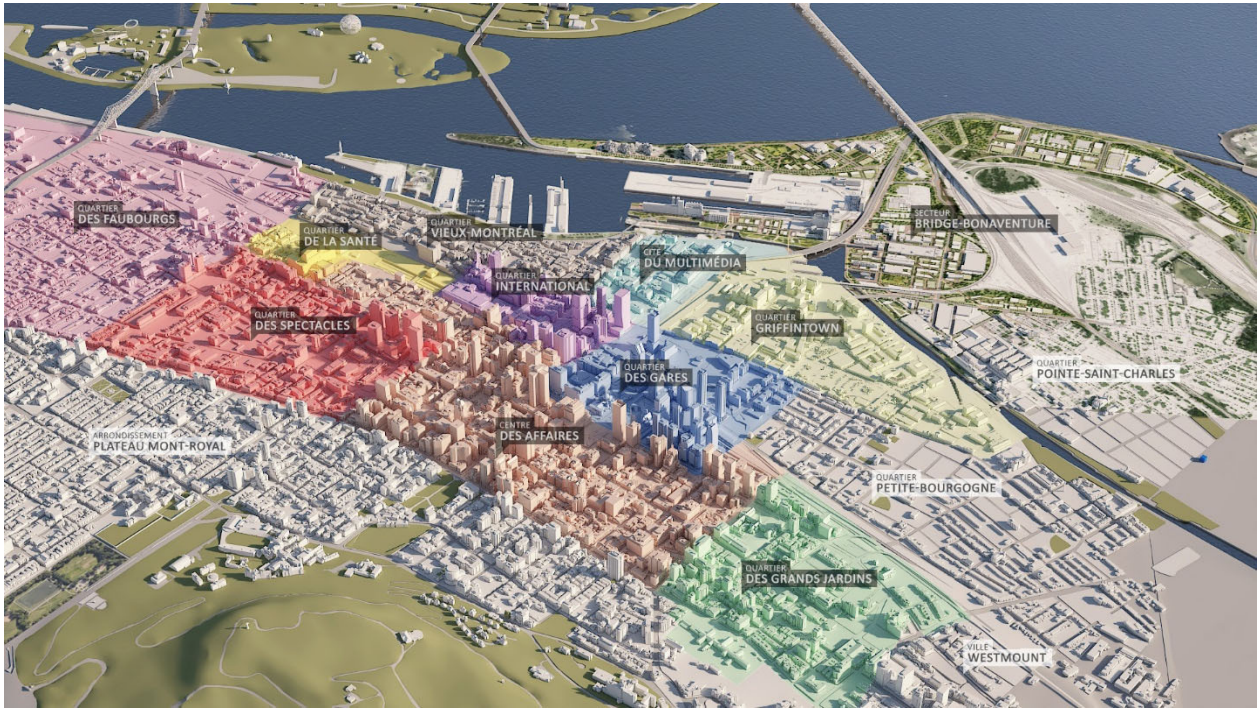 QUARTIER
DES FAUBOURGS
QUARTIER
DE LA SANTÉ
QUARTIER
VIEUX-MONTRÉAL
SECTEUR
BRIDGE-BONAVENTURE
CITÉ
DU MULTIMÉDIA
QUARTIER
INTERNATIONAL
QUARTIER
DES SPECTACLES
QUARTIER
GRIFFINTOWN
QUARTIER
DES GARES
QUARTIER
POINTE-SAINT-CHARLES
ARRONDISSEMENT
PLATEAU MONT-ROYAL
CENTRE
DES AFFAIRES
QUARTIER
PETITE-BOURGOGNE
QUARTIER
DES GRANDS JARDINS
VILLE
WESTMOUNT